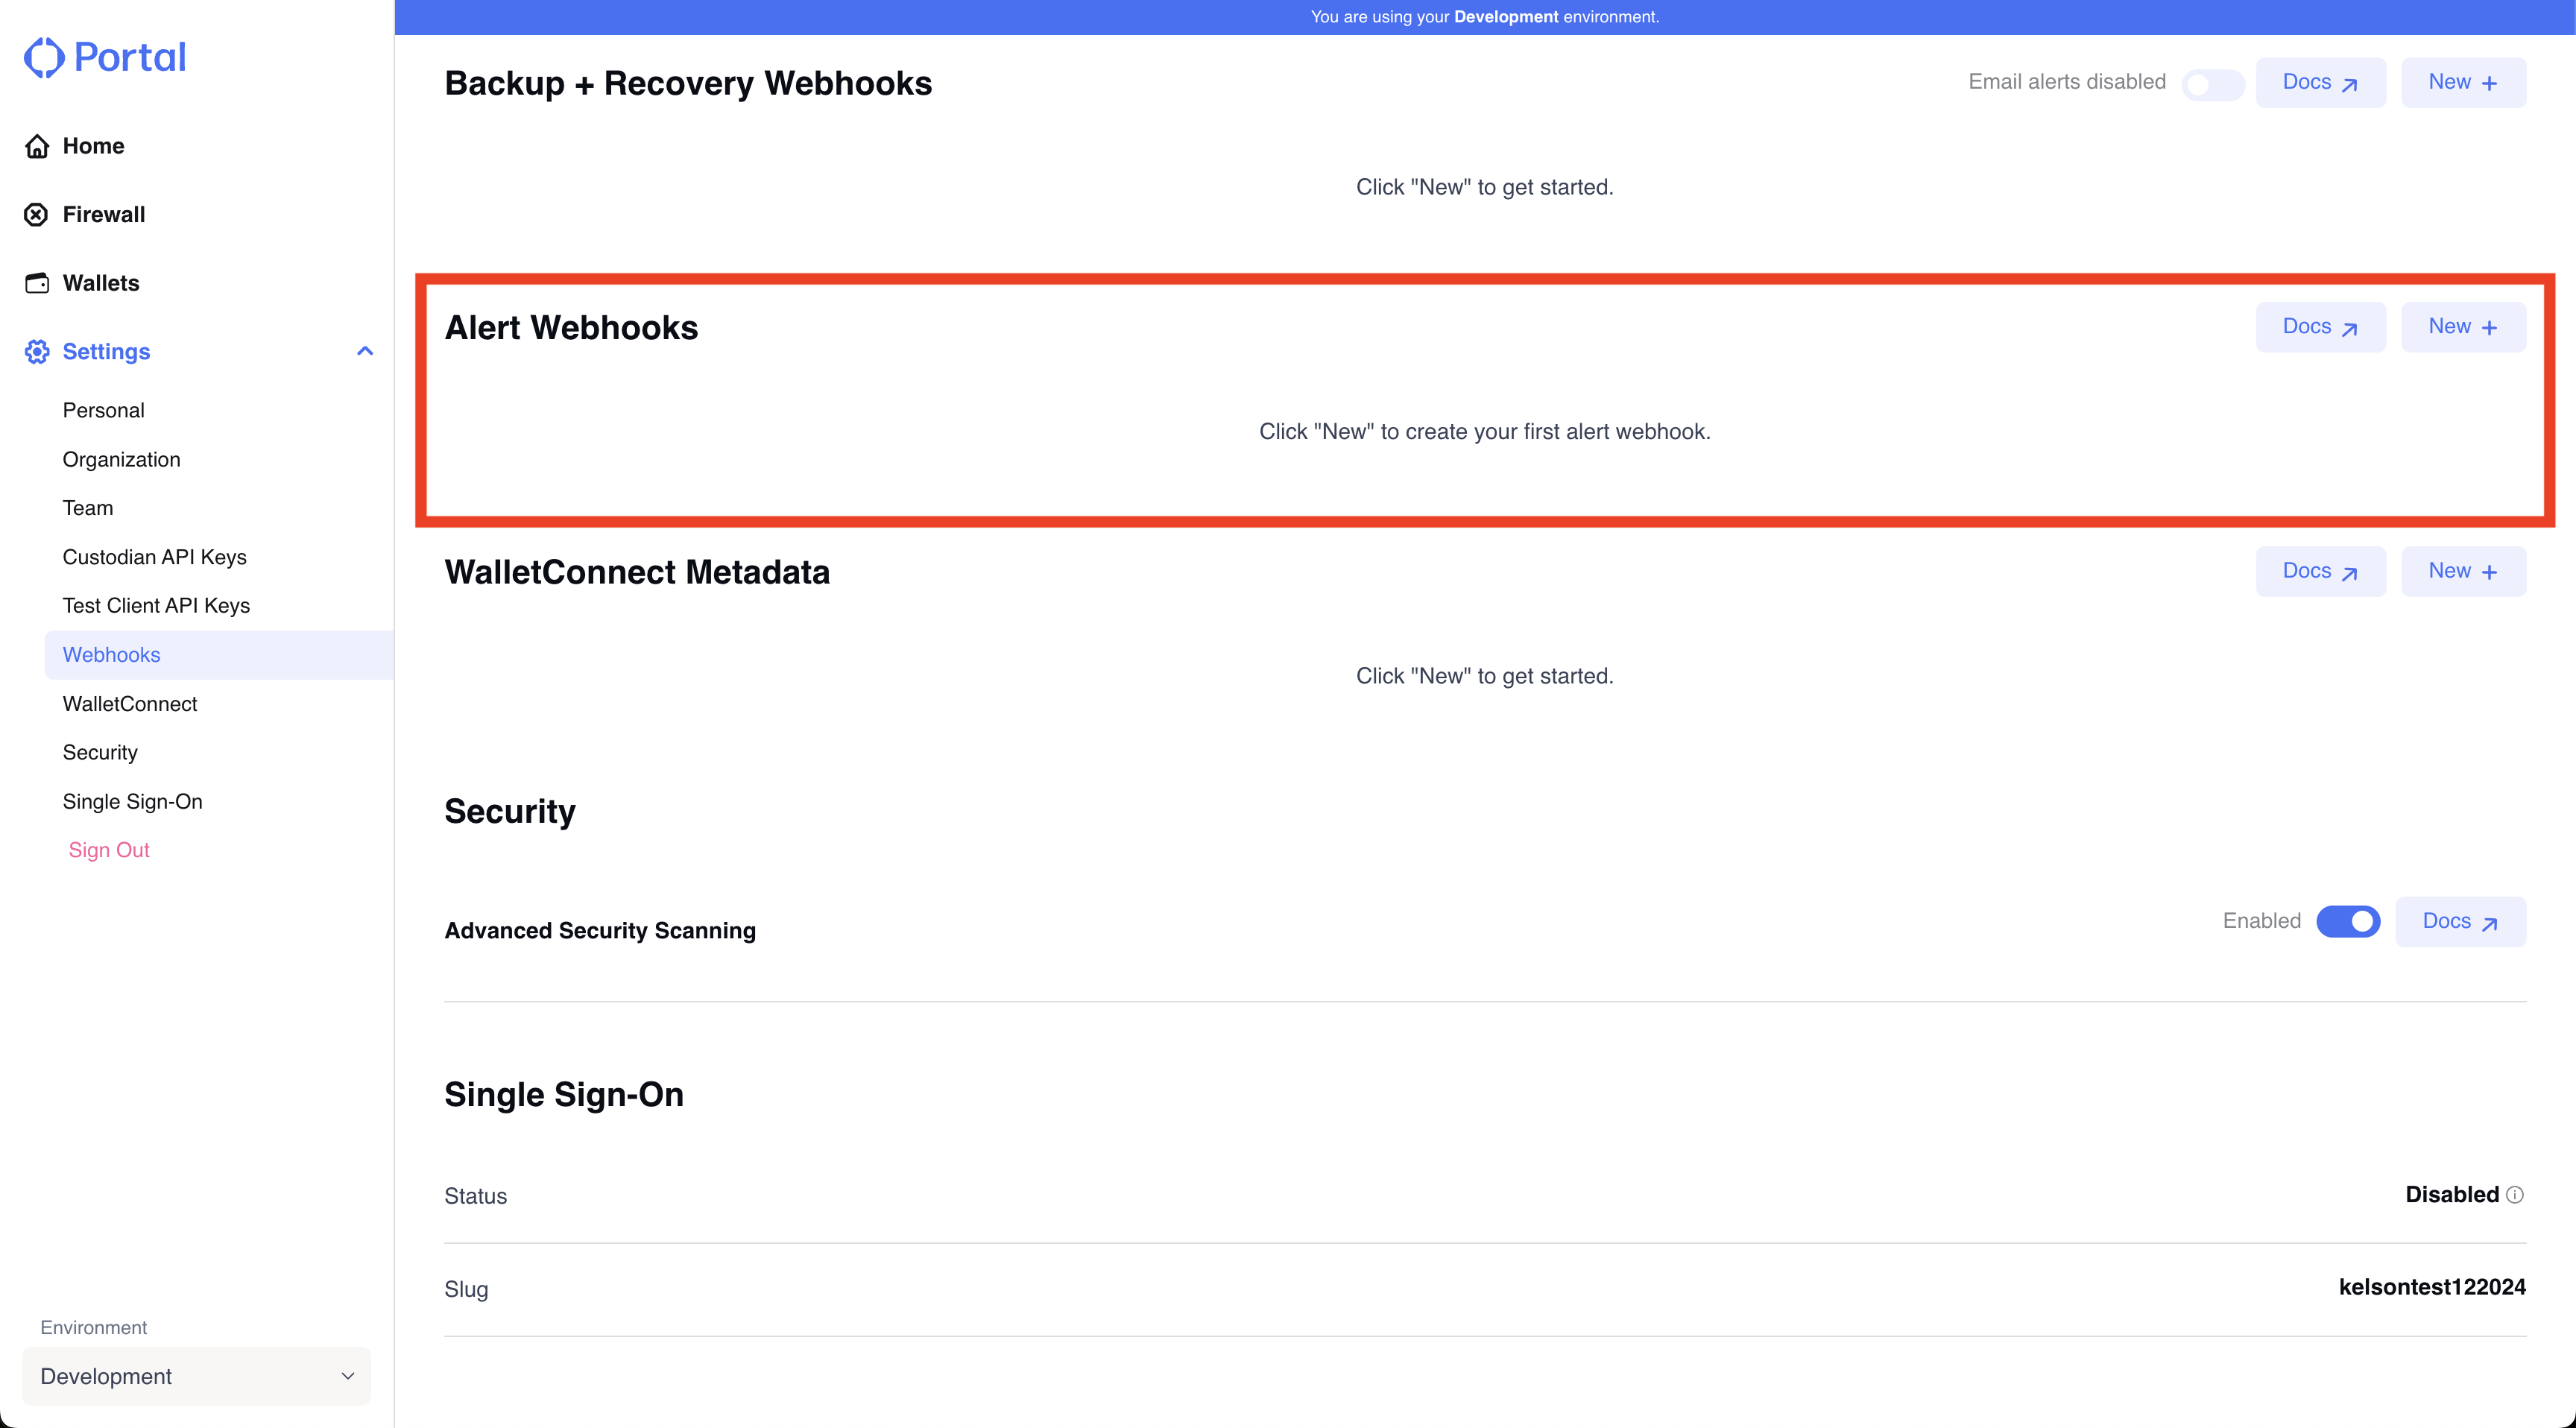 Portal
Home
Firewall
Wallets
Settings
Personal
Organization
Team
Custodian API Keys
Test Client API Keys
Webhooks
WalletConnect
Security
Single Sign-On
Sign Out
Environment
Development
You are using your Development environment.
Backup + Recovery Webhooks
Email alerts disabled
Docs
New +
Click "New" to get started.
Alert Webhooks
Docs
New +
Click "New" to create your first alert webhook.
WalletConnect Metadata
Docs
New +
Click "New" to get started.
Security
Advanced Security Scanning
Enabled
Docs
Single Sign-On
Status
Disabled
Slug
kelsontest122024